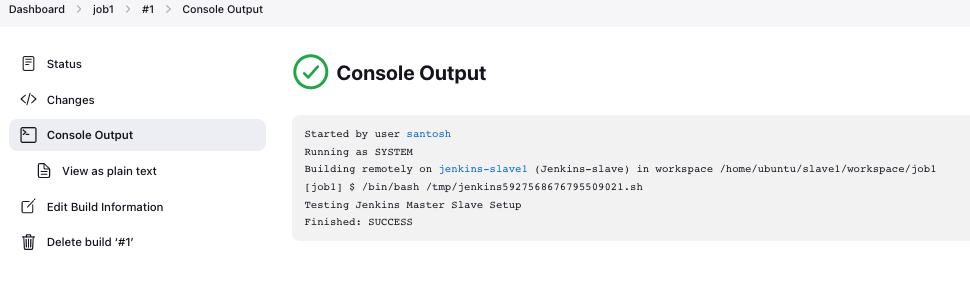 Dashboard > job1 > #1 > Console Output
Status
Changes
Console Output
View as plain text
Edit Build Information
Delete build ‘#1’
Console Output
Started by user santosh
Running as SYSTEM
Building remotely on jenkins-slave1 (Jenkins-slave) in workspace /home/ubuntu/slave1/workspace/job1
[job1] $ /bin/bash /tmp/jenkins5927568676795509021.sh
Testing Jenkins Master Slave Setup
Finished: SUCCESS